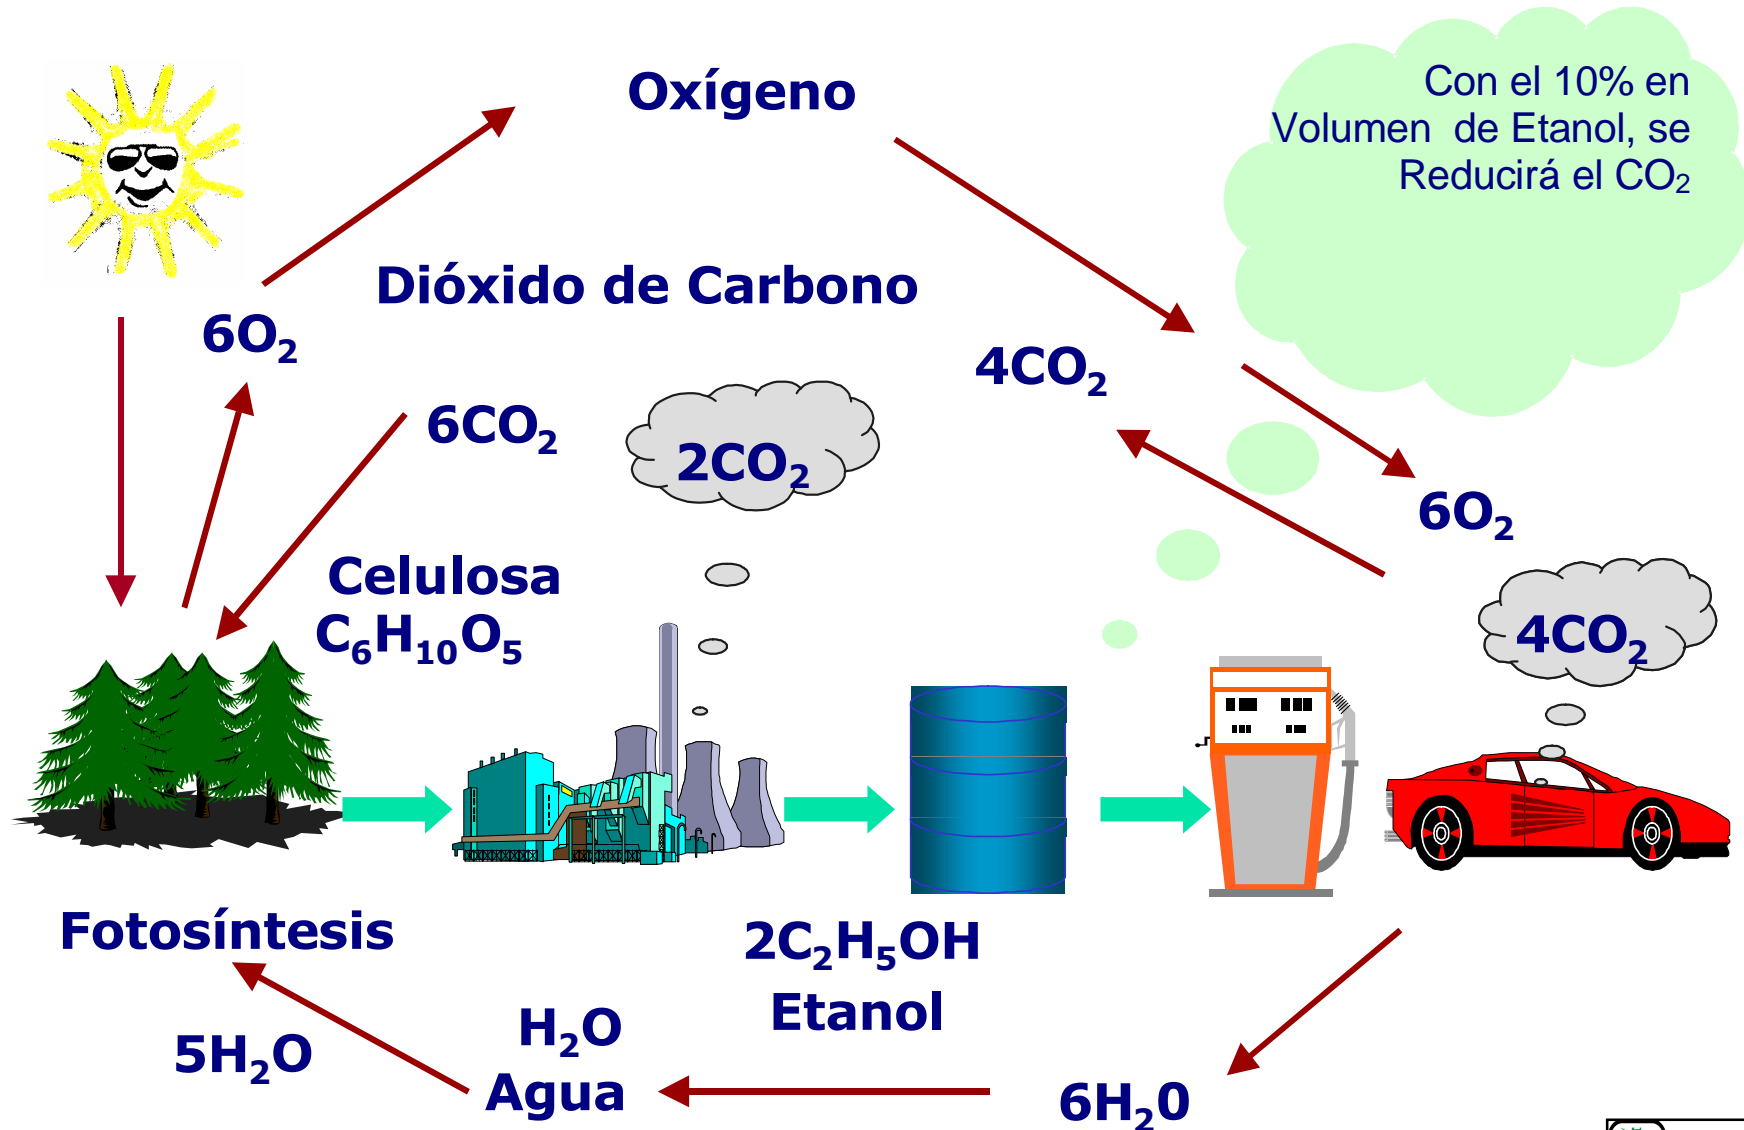 Oxígeno
Con el 10% en
Volumen de Etanol, se
Reducirá el CO₂
Dióxido de Carbono
6O₂
4CO₂
6CO₂
2CO₂
6O₂
Celulosa
C₆H₁₀O₅
4CO₂
Fotosíntesis
2C₂H₅OH
Etanol
H₂O
Agua
5H₂O
6H₂0